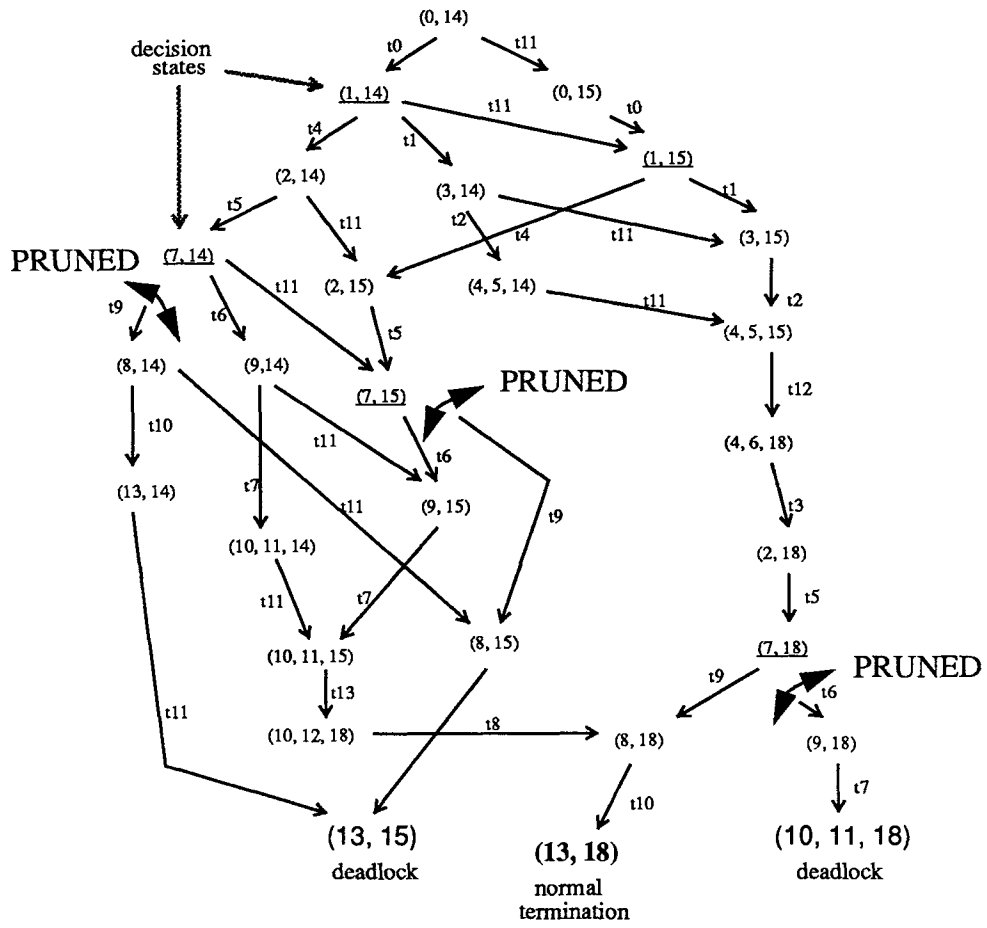 (0, 14)
t0
t11
decision
states
(1, 14)
(0, 15)
t11
t0
t4
t1
(1, 15)
(2, 14)
(3, 14)
t1
t5
t11
t2
t4
t11
(3, 15)
PRUNED
(7, 14)
t11
(2, 15)
(4, 5, 14)
t11
t2
t9
t6
t5
(4, 5, 15)
(8, 14)
(9,14)
(7, 15)
PRUNED
t12
t10
t11
t6
(4, 6, 18)
(13, 14)
t7
t11
(9, 15)
t9
t3
(10, 11, 14)
(2, 18)
t11
t7
t5
(10, 11, 15)
(8, 15)
(7, 18)
PRUNED
t13
t9
t6
t11
(10, 12, 18)
t8
(8, 18)
(9, 18)
t10
t7
(13, 15)
deadlock
(13, 18)
normal
termination
(10, 11, 18)
deadlock